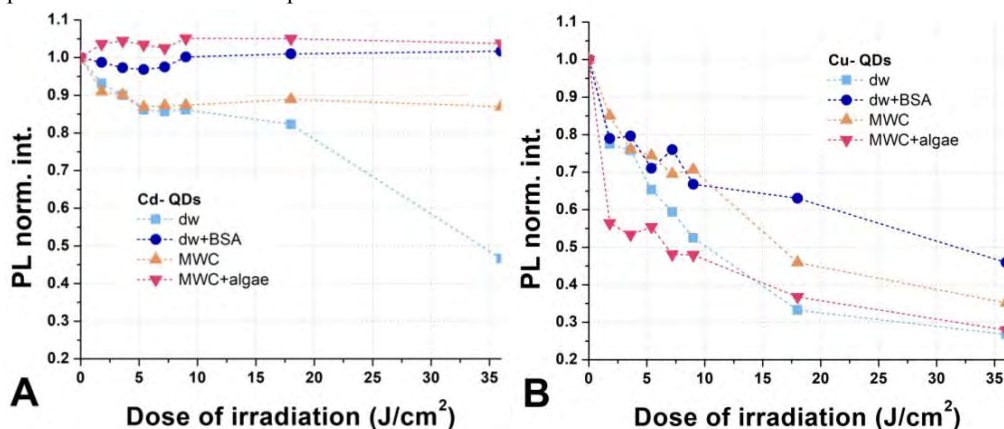 1.1
1.0
0.9
0.8
0.7
0.6
0.5
0.4
0.3
0.2
PL norm. int.
Cd- QDs
dw
dw+BSA
MWC
MWC+algae
0 5 10 15 20 25 30 35
A
Dose of irradiation (J/cm²)
1.1
1.0
0.9
0.8
0.7
0.6
0.5
0.4
0.3
0.2
PL norm. int.
Cu- QDs
dw
dw+BSA
MWC
MWC+algae
0 5 10 15 20 25 30 35
B
Dose of irradiation (J/cm²)